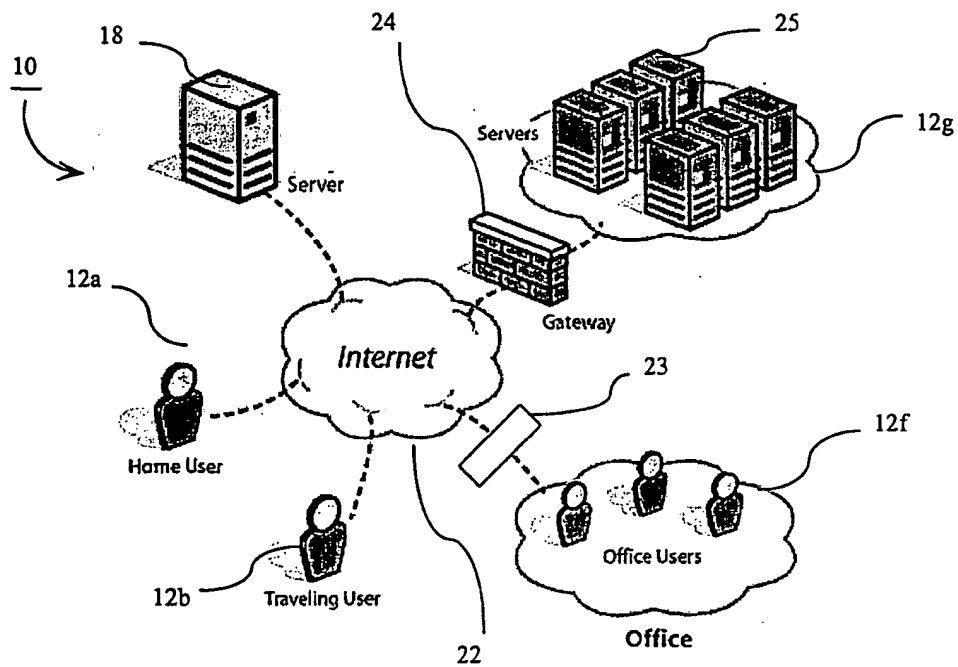 24
25
18
10
Servers
12g
Server
12a
Gateway
Internet
23
12f
Home User
Office Users
12b
Traveling User
Office
22